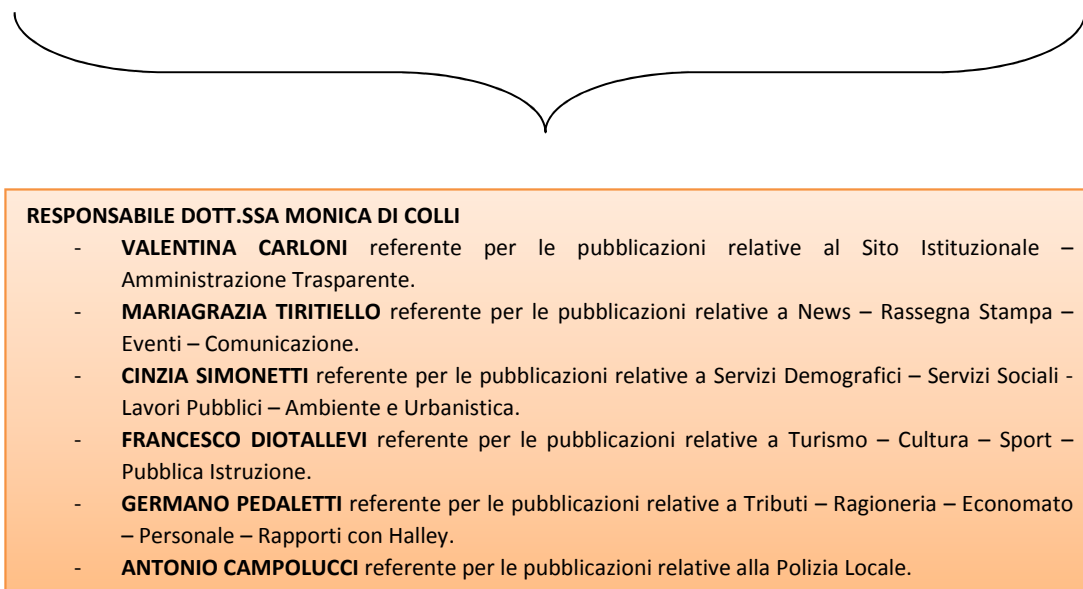 RESPONSABILE DOTT.SSA MONICA DI COLLI
- VALENTINA CARLONI referente per le pubblicazioni relative al Sito Istituzionale –
Amministrazione Trasparente.
- MARIAGRAZIA TIRITIELLO referente per le pubblicazioni relative a News – Rassegna Stampa –
Eventi – Comunicazione.
- CINZIA SIMONETTI referente per le pubblicazioni relative a Servizi Demografici – Servizi Sociali -
Lavori Pubblici – Ambiente e Urbanistica.
- FRANCESCO DIOTALLEVI referente per le pubblicazioni relative a Turismo – Cultura – Sport –
Pubblica Istruzione.
- GERMANO PEDALETTI referente per le pubblicazioni relative a Tributi – Ragioneria – Economato
– Personale – Rapporti con Halley.
- ANTONIO CAMPOLUCCI referente per le pubblicazioni relative alla Polizia Locale.